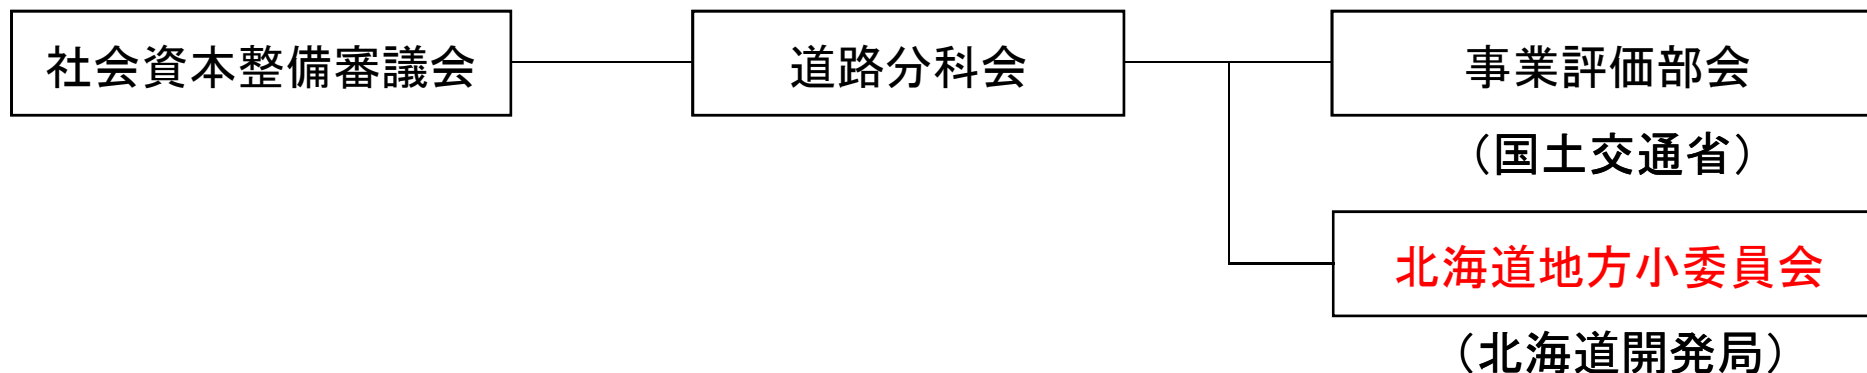 社会資本整備審議会
道路分科会
事業評価部会
（国土交通省）
北海道地方小委員会
（北海道開発局）